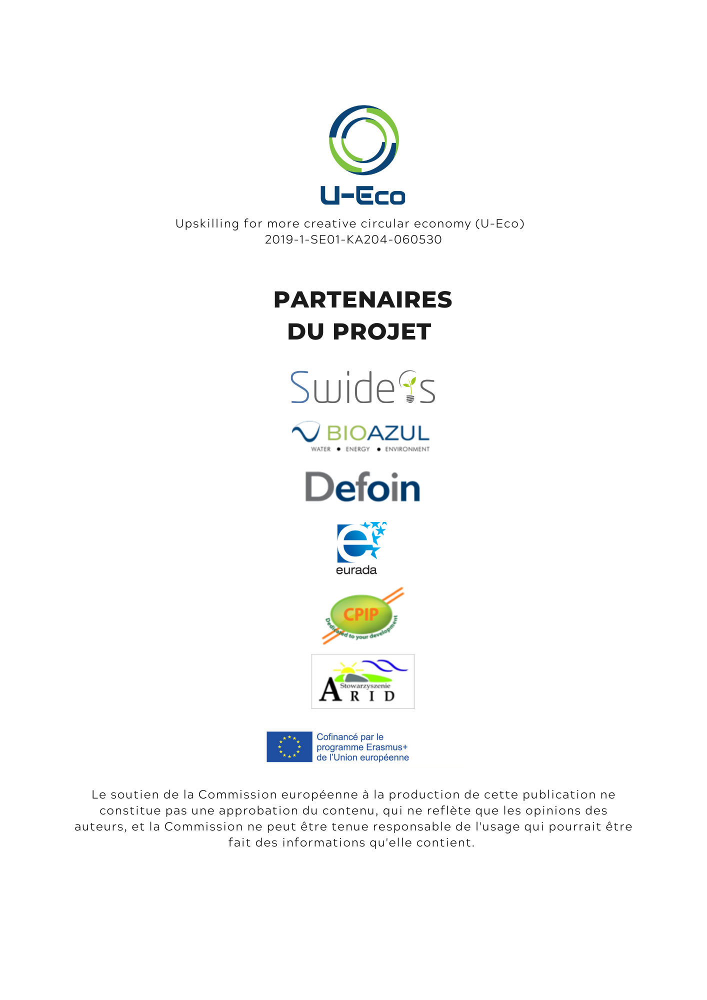 U-Eco
Upskilling for more creative circular economy (U-Eco)
2019-1-SE01-KA204-060530
PARTENAIRES
DU PROJET
Swideas
BIOAZUL
WATER • ENERGY • ENVIRONMENT
Defoin
eurada
CPIP
Dedicated to your development
Stowarzyszenie
ARID
Cofinancé par le
programme Erasmus+
de l'Union européenne
Le soutien de la Commission européenne à la production de cette publication ne
constitue pas une approbation du contenu, qui ne reflète que les opinions des
auteurs, et la Commission ne peut être tenue responsable de l'usage qui pourrait être
fait des informations qu'elle contient.